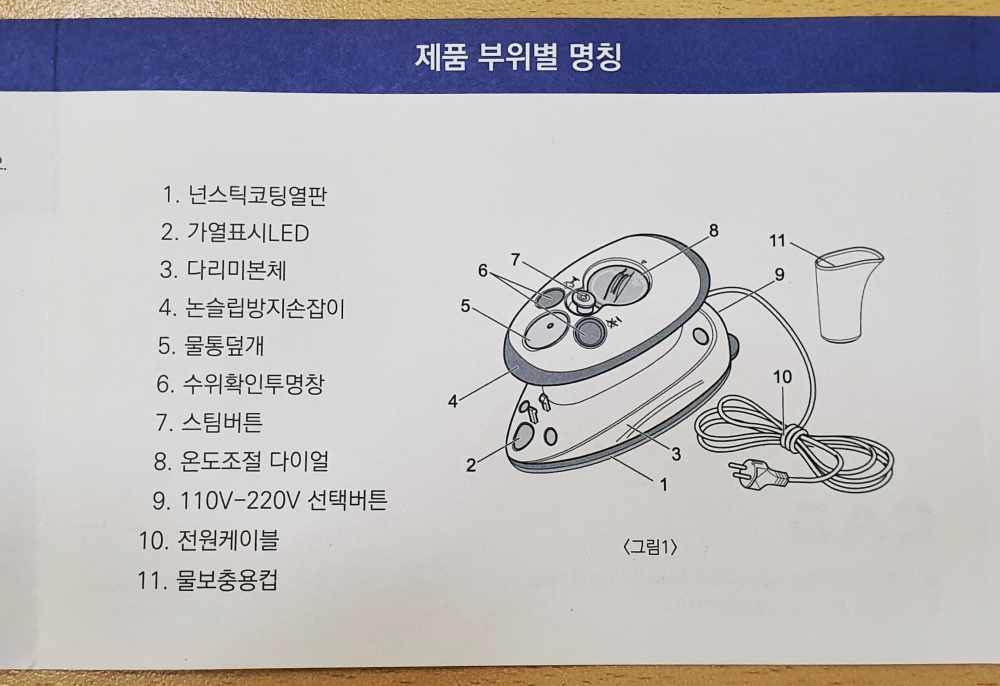 제품 부위별 명칭
2.
1. 넌스틱코팅열판
2. 가열표시LED
3. 다리미본체
4. 논슬립방지손잡이
5. 물통덮개
6. 수위확인투명창
7. 스팀버튼
8. 온도조절 다이얼
9. 110V-220V 선택버튼
10. 전원케이블
11. 물보충용컵
8
11
7
6
9
5
10
4
2
3
1
<그림1>